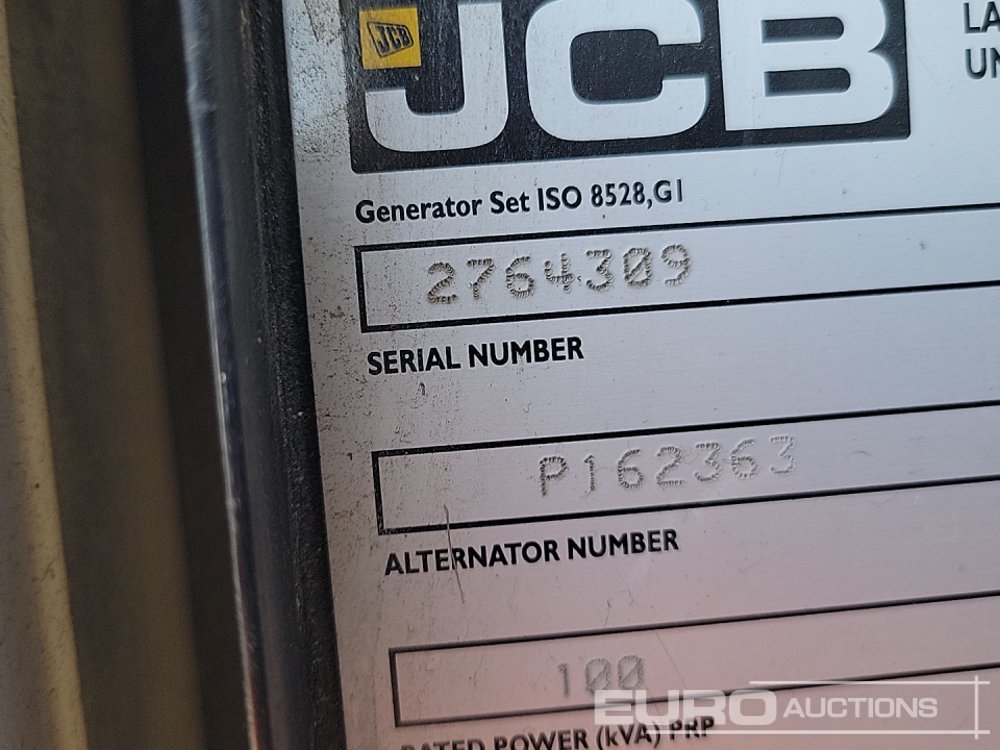 JCB
JCB
LA
UN
Generator Set ISO 8528,G1
2764309
SERIAL NUMBER
P162363
ALTERNATOR NUMBER
100
RATED POWER (kVA) PRP
EURO AUCTIONS